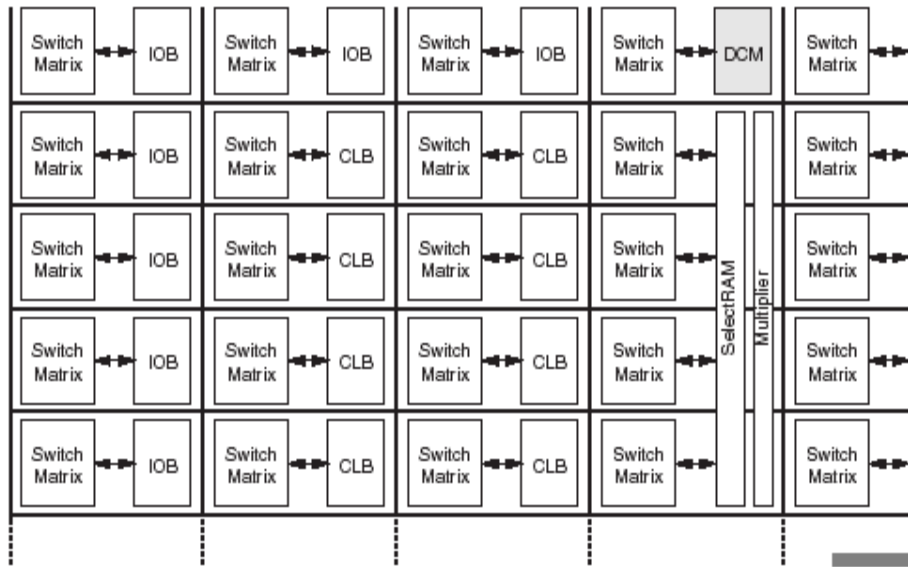 Switch Matrix IOB Switch Matrix IOB Switch Matrix IOB Switch Matrix DCM Switch Matrix
Switch Matrix IOB Switch Matrix CLB Switch Matrix CLB Switch Matrix Switch Matrix
Switch Matrix IOB Switch Matrix CLB Switch Matrix CLB Switch Matrix SelectRAM Multiplier Switch Matrix
Switch Matrix IOB Switch Matrix CLB Switch Matrix CLB Switch Matrix Switch Matrix
Switch Matrix IOB Switch Matrix CLB Switch Matrix CLB Switch Matrix Switch Matrix